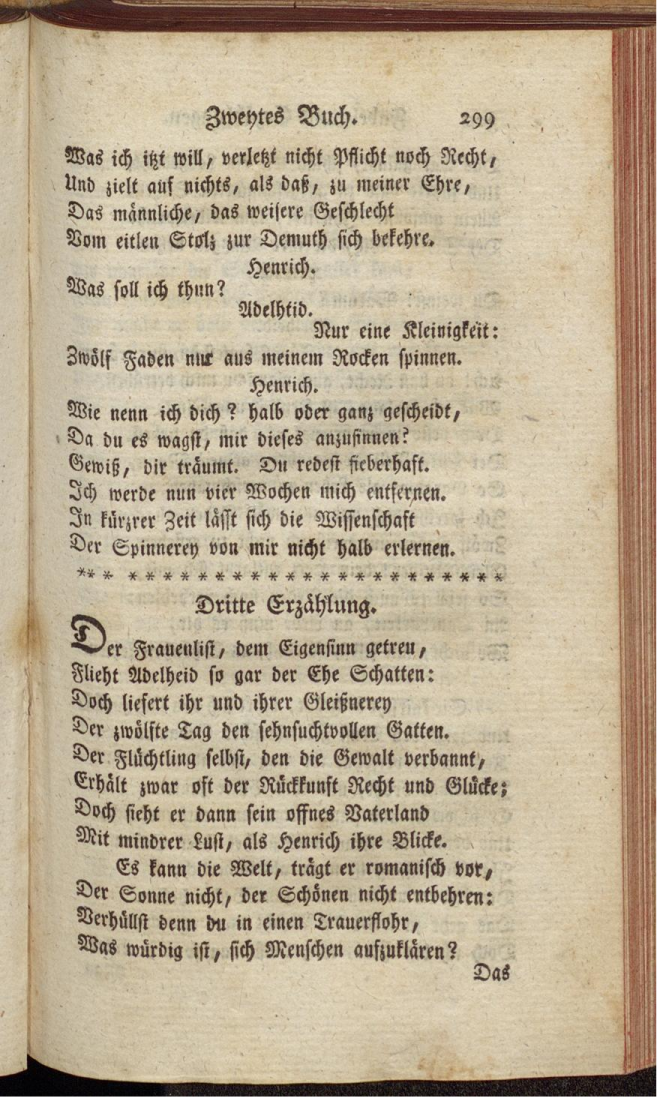 Zweytes Buch. 299
Was ich itzt will, verletzt nicht Pflicht noch Recht,
Und zielt auf nichts, als daß, zu meiner Ehre,
Das männliche, das weisere Geschlecht
Vom eitlen Stolz zur Demuth sich bekehre.
Henrich.
Was soll ich thun?
Adelhtid.
Nur eine Kleinigkeit:
Zwölf Faden nur aus meinem Rocken spinnen.
Henrich.
Wie nenn ich dich? halb oder ganz gescheidt,
Da du es wagst, mir dieses anzusinnen?
Gewiß, dir träumt. Du redest fieberhaft.
Ich werde nun vier Wochen mich entfernen.
In kürzrer Zeit lässt sich die Wissenschaft
Der Spinnerey von mir nicht halb erlernen.
*** * * * * * * * * * * * * * * * * * * * * *
Dritte Erzählung.
Der Frauenlist, dem Eigensinn getreu,
Flieht Adelheid so gar der Ehe Schatten:
Doch liefert ihr und ihrer Gleißnerey
Der zwölfte Tag den sehnsuchtvollen Gatten.
Der Flüchtling selbst, den die Gewalt verbannt,
Erhält zwar oft der Rückkunft Recht und Glücke;
Doch sieht er dann sein offnes Vaterland
Mit mindrer Lust, als Henrich ihre Blicke.
Es kann die Welt, trägt er romanisch vor,
Der Sonne nicht, der Schönen nicht entbehren:
Verhüllst denn du in einen Trauerflohr,
Was würdig ist, sich Menschen aufzuklären?
Das